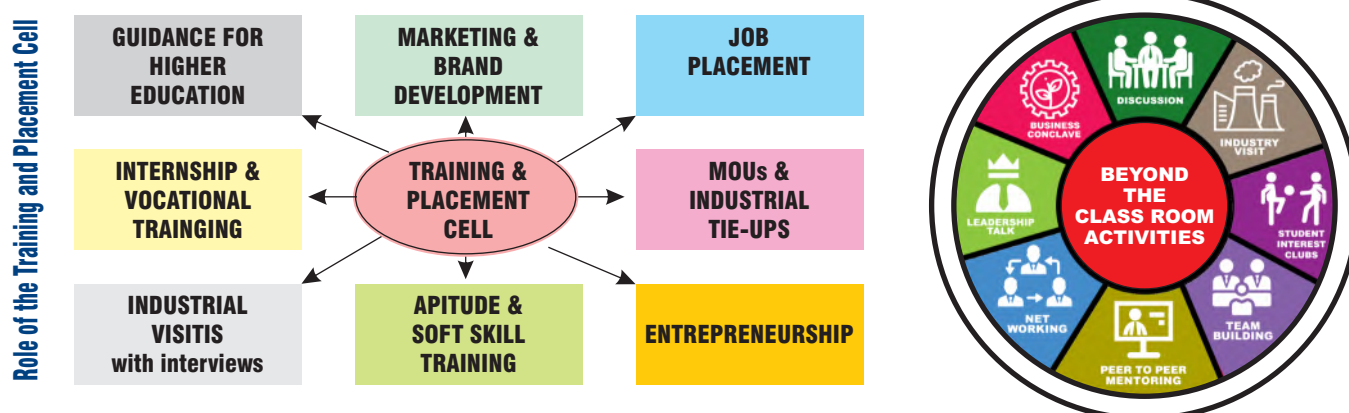 Role of the Training and Placement Cell
GUIDANCE FOR
HIGHER
EDUCATION
MARKETING &
BRAND
DEVELOPMENT
JOB
PLACEMENT
INTERNSHIP &
VOCATIONAL
TRAINGING
TRAINING &
PLACEMENT
CELL
MOUs &
INDUSTRIAL
TIE-UPS
INDUSTRIAL
VISITIS
with interviews
APITUDE &
SOFT SKILL
TRAINING
ENTREPRENEURSHIP
BEYOND
THE
CLASS ROOM
ACTIVITIES
DISCUSSION
INDUSTRY
VISIT
STUDENT
INTEREST
CLUBS
TEAM
BUILDING
PEER TO PEER
MENTORING
NET
WORKING
LEADERSHIP
TALK
BUSINESS
CONCLAVE